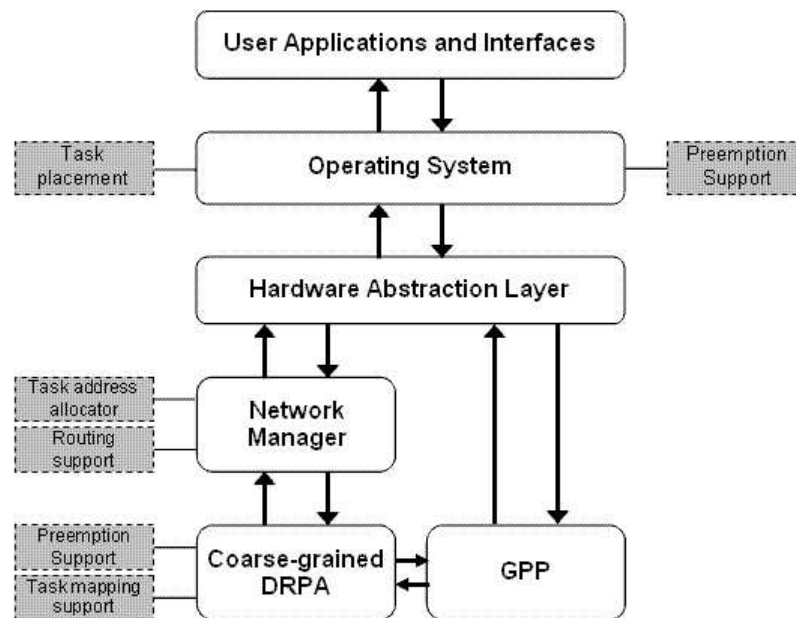 User Applications and Interfaces
Task
placement
Operating System
Preemption
Support
Hardware Abstraction Layer
Task address
allocator
Routing
support
Network
Manager
Preemption
Support
Task mapping
support
Coarse-grained
DRPA
GPP